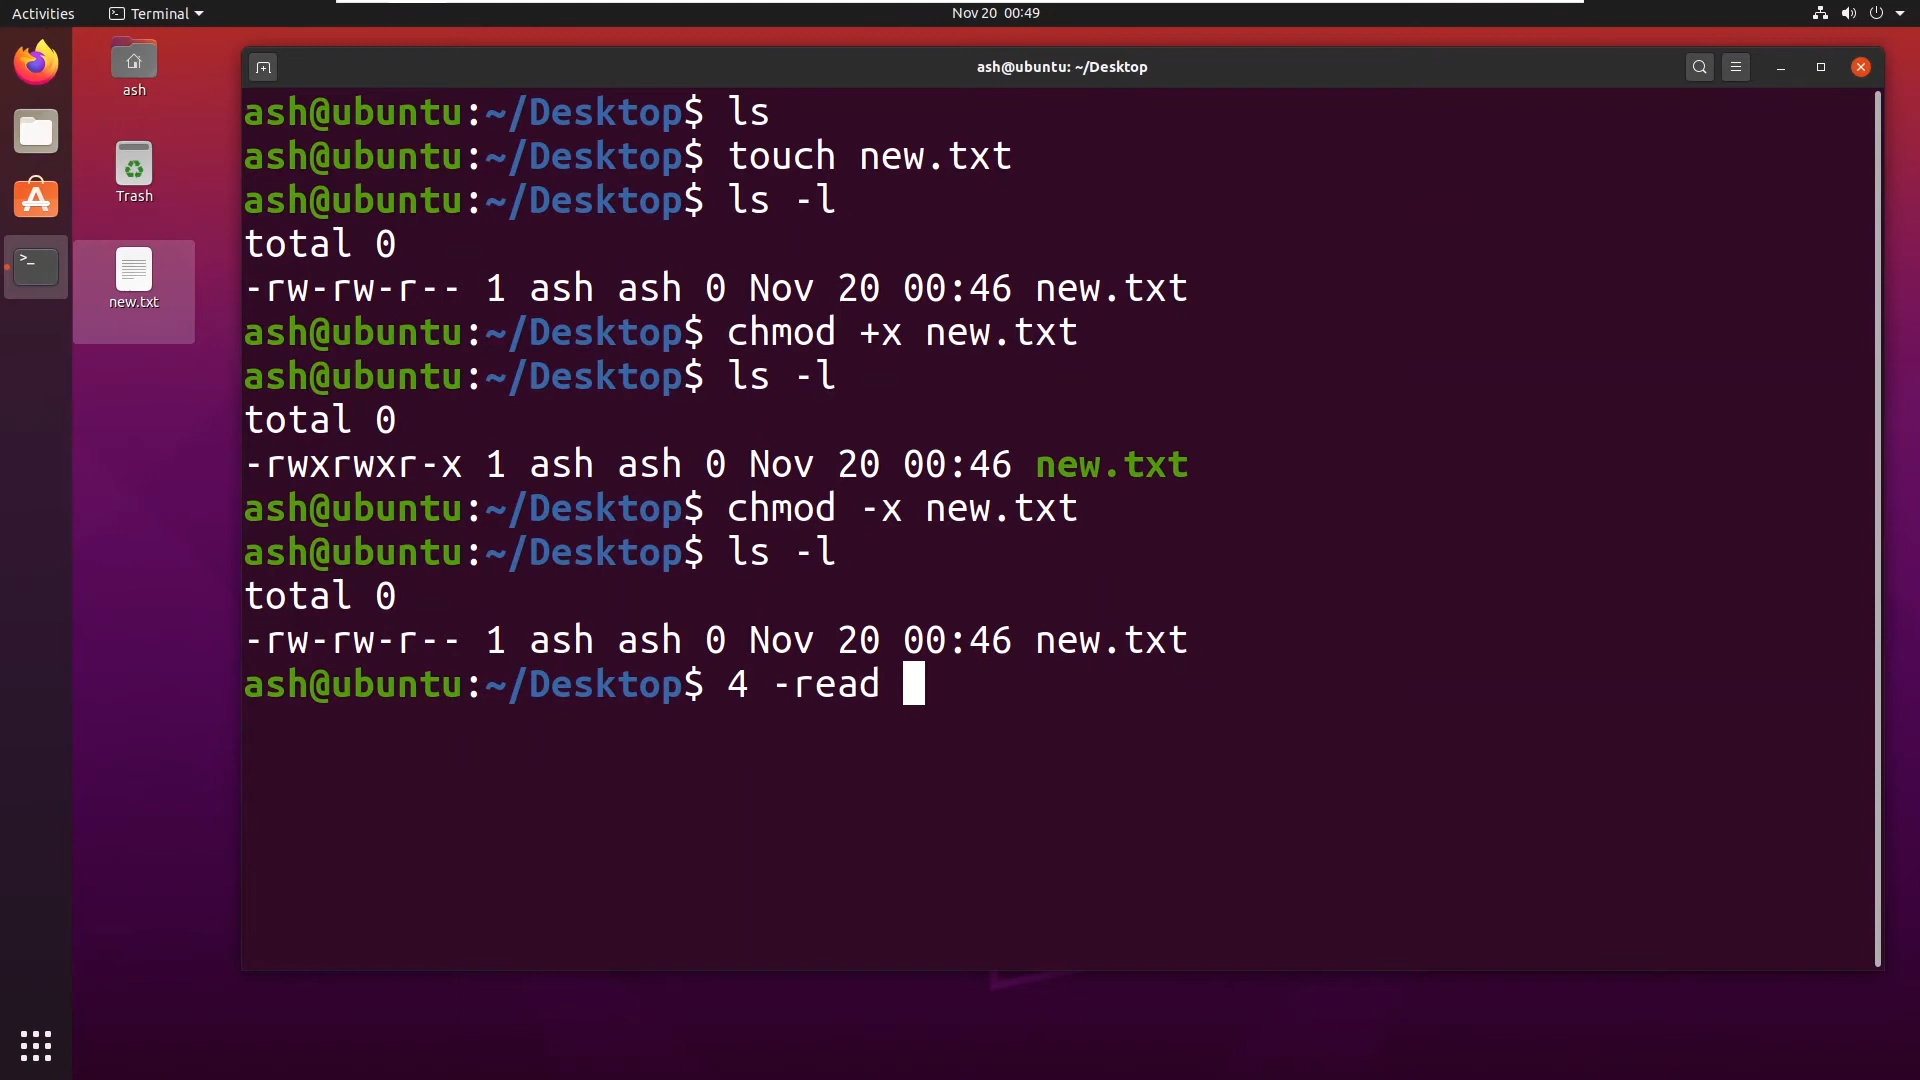 Activities
Terminal
Nov 20 00:49
ash
Trash
new.txt
ash@ubuntu: ~/Desktop
ash@ubuntu:~/Desktop$ ls
ash@ubuntu:~/Desktop$ touch new.txt
ash@ubuntu:~/Desktop$ ls -l
total 0
-rw-rw-r-- 1 ash ash 0 Nov 20 00:46 new.txt
ash@ubuntu:~/Desktop$ chmod +x new.txt
ash@ubuntu:~/Desktop$ ls -l
total 0
-rwxrwxr-x 1 ash ash 0 Nov 20 00:46 new.txt
ash@ubuntu:~/Desktop$ chmod -x new.txt
ash@ubuntu:~/Desktop$ ls -l
total 0
-rw-rw-r-- 1 ash ash 0 Nov 20 00:46 new.txt
ash@ubuntu:~/Desktop$ 4 -read